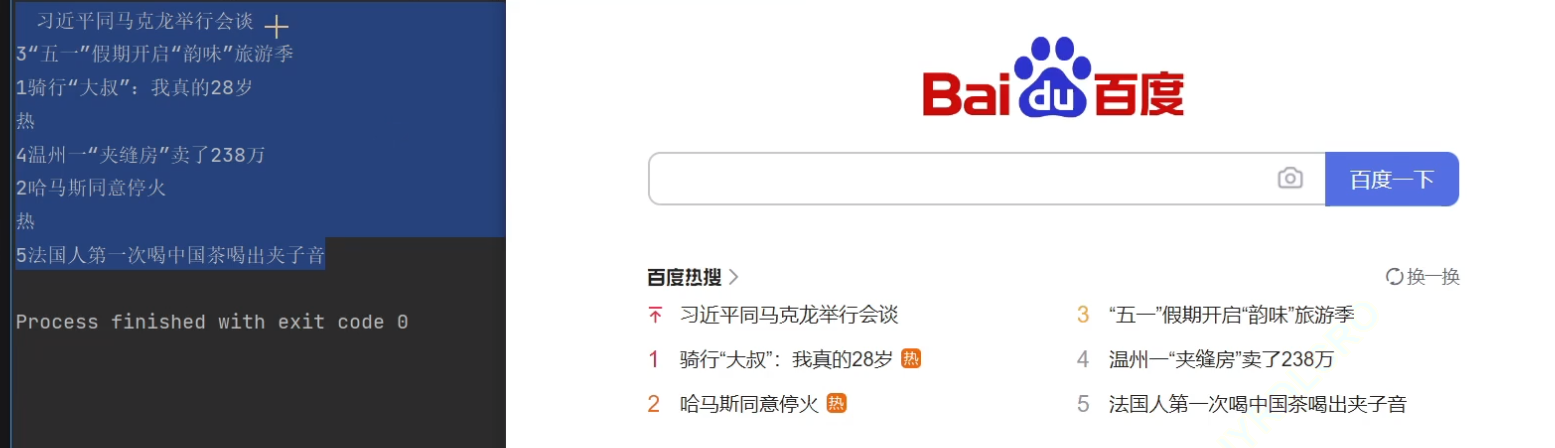 习近平同马克龙举行会谈
3“五一”假期开启“韵味”旅游季
1骑行“大叔”：我真的28岁
热
4温州一“夹缝房”卖了238万
2哈马斯同意停火
热
5法国人第一次喝中国茶喝出夹子音
Process finished with exit code 0
Bai du 百度
百度一下
百度热搜
换一换
习近平同马克龙举行会谈
1 骑行“大叔”：我真的28岁 热
2 哈马斯同意停火 热
3 “五一”假期开启“韵味”旅游季
4 温州一“夹缝房”卖了238万
5 法国人第一次喝中国茶喝出夹子音